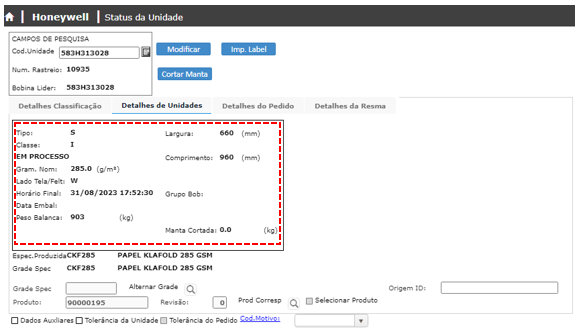 Honeywell | Status da Unidade
CAMPOS DE PESQUISA
Cod.Unidade 583H313028 Modificar Imp. Label
Num. Rastreio: 10935 Cortar Manta
Bobina Lider: 583H313028
Detalhes Classificação Detalhes de Unidades Detalhes do Pedido Detalhes da Resma
Tipo: S Largura: 660 (mm)
Classe: I
EM PROCESSO Comprimento: 960 (mm)
Gram. Nom: 285.0 (g/m²)
Lado Tela/Felt: W
Horário Final: 31/08/2023 17:52:30 Grupo Bob:
Data Embal:
Peso Balanca: 903 (kg)
Manta Cortada: 0.0 (kg)
Espec.Produzida CKF285 PAPEL KLAFOLD 285 GSM
Grade Spec CKF285 PAPEL KLAFOLD 285 GSM
Grade Spec Alternar Grade Origem ID:
Produto: 90000195 Revisão: 0 Prod Corresp Selecionar Produto
Dados Auxliares Tolerância da Unidade Tolerância do Pedido Cod.Motivo: